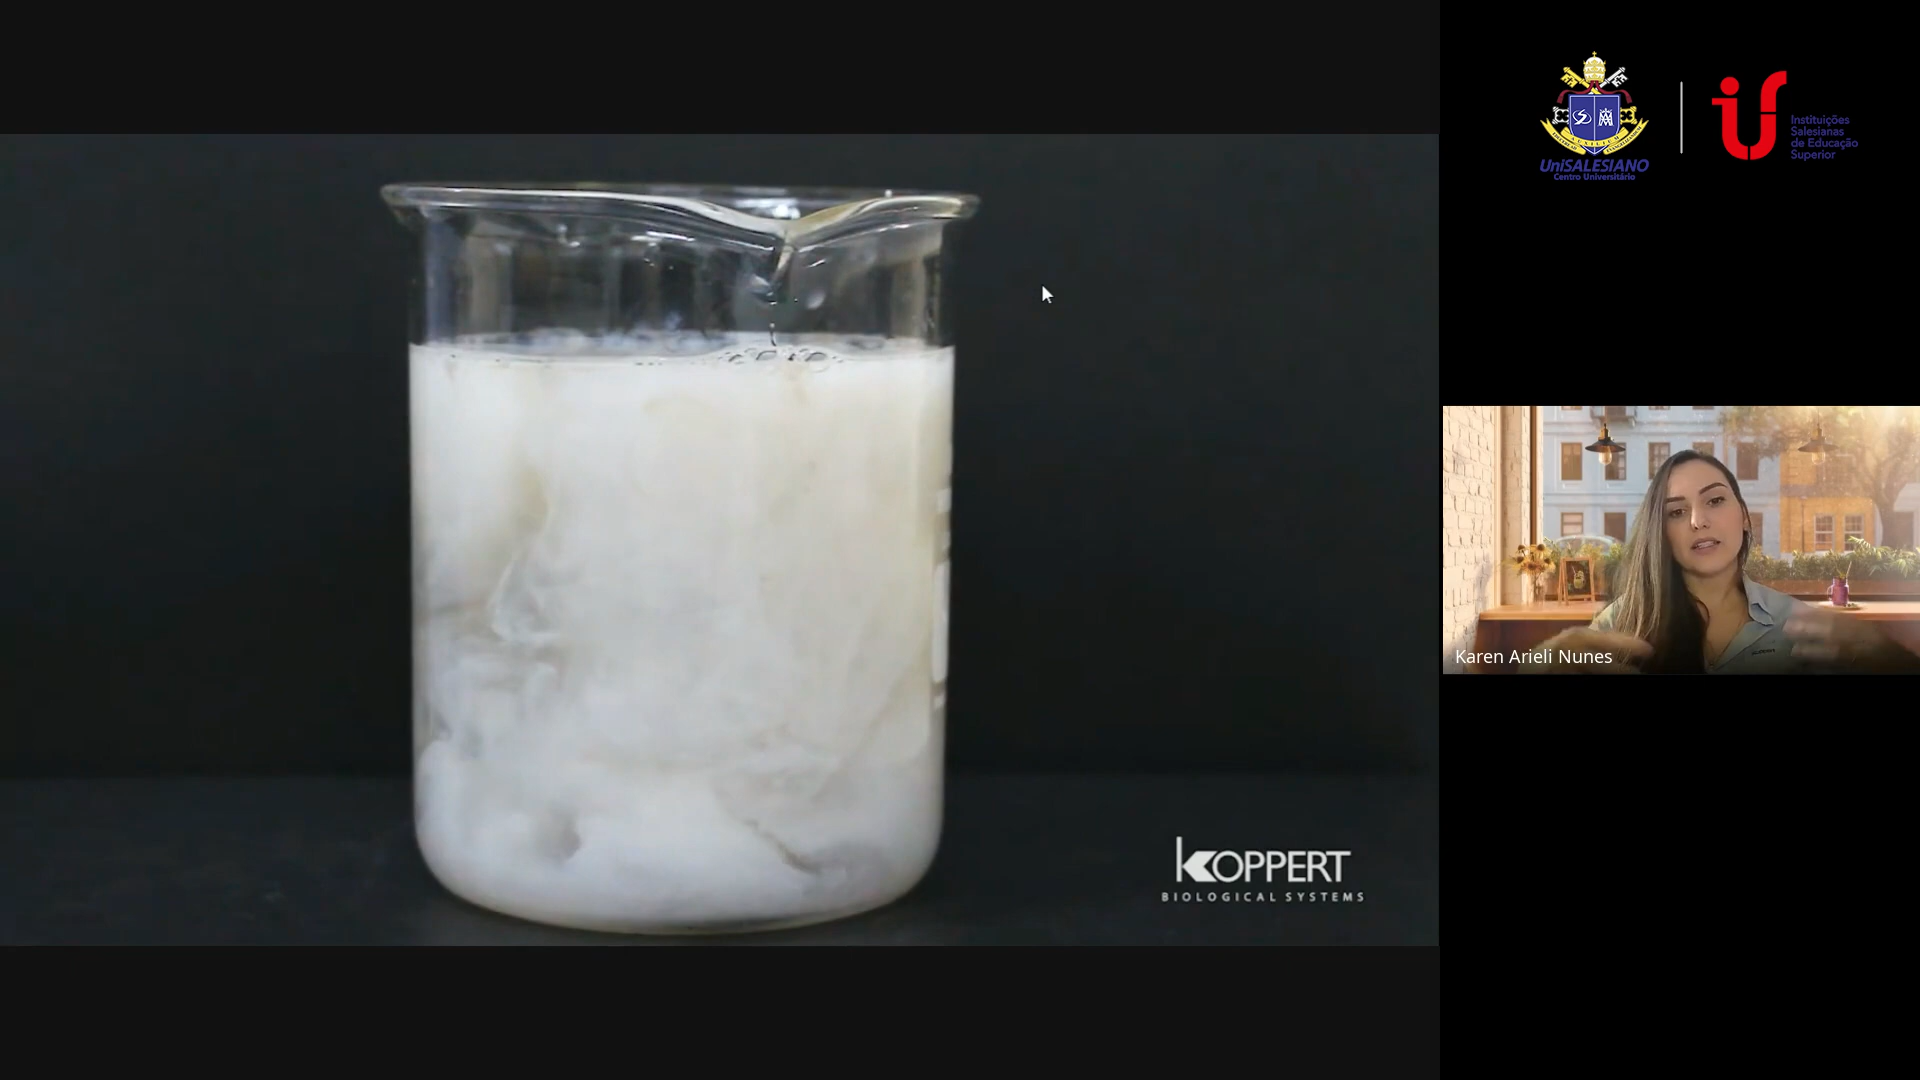 UniSALESIANO
Centro Universitário
Instituições
Salesianas
de Educação
Superior
Karen Arieli Nunes
KOPPERT
BIOLOGICAL SYSTEMS